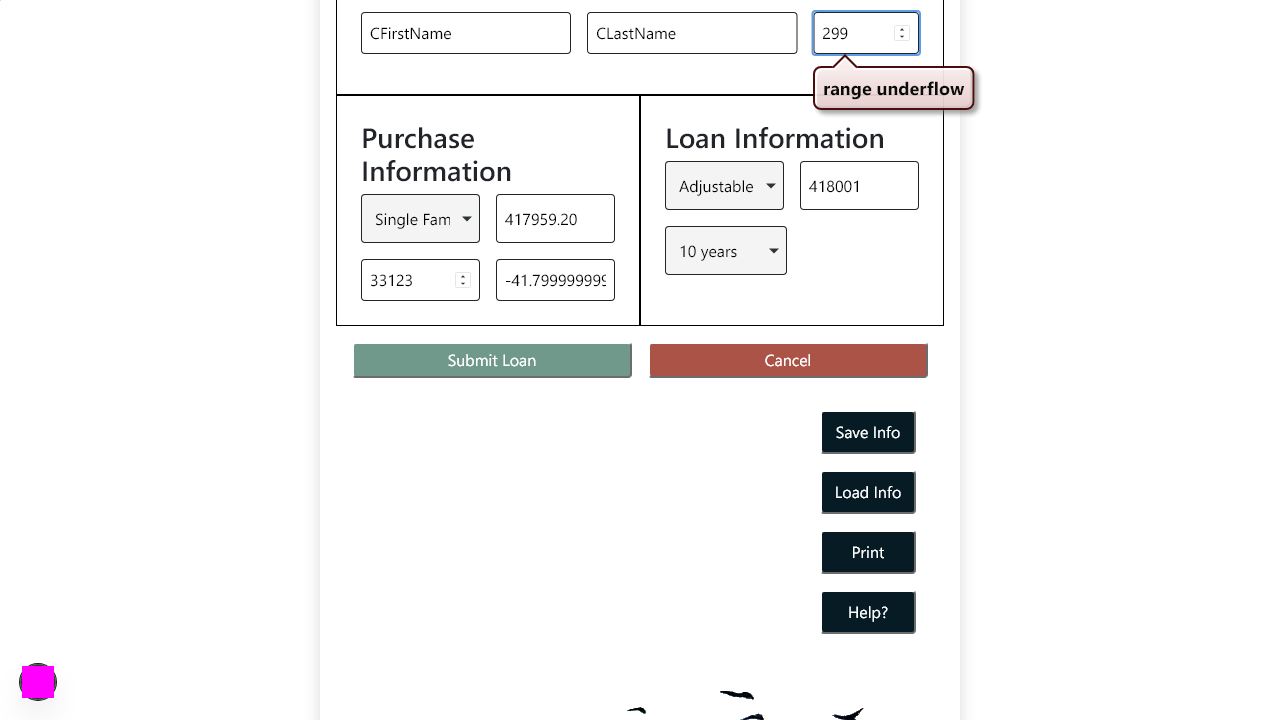 CFirstName
CLastName
299
range underflow
Purchase
Information
Loan Information
Single Fam
417959.20
Adjustable
418001
33123
-41.799999999
10 years
Submit Loan
Cancel
Save Info
Load Info
Print
Help?